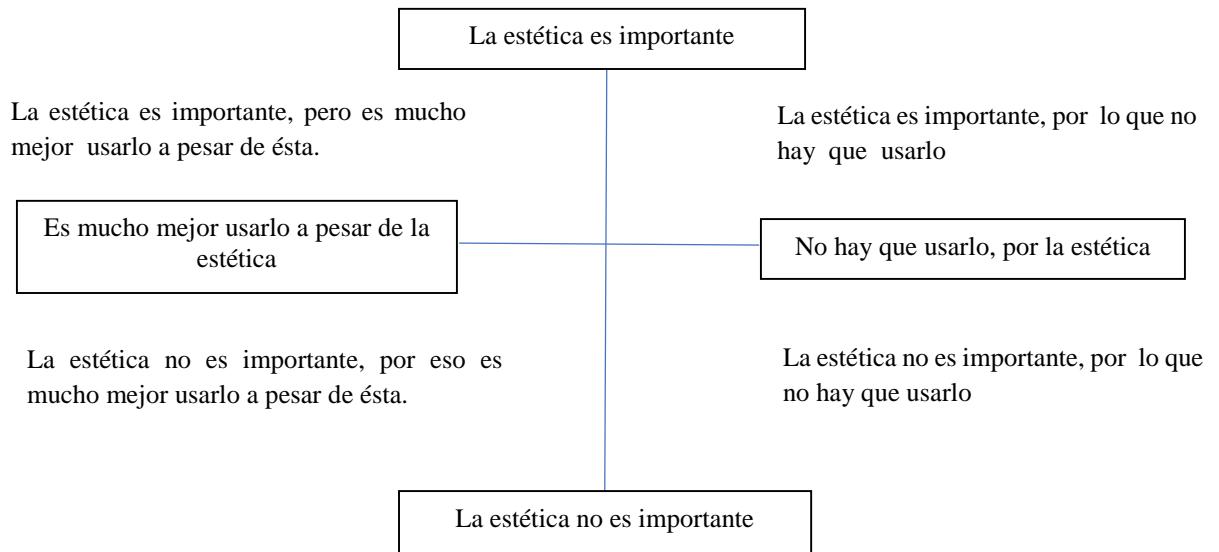 La estética es importante
La estética es importante, pero es mucho
mejor usarlo a pesar de ésta.
La estética es importante, por lo que no
hay que usarlo
Es mucho mejor usarlo a pesar de la
estética
No hay que usarlo, por la estética
La estética no es importante, por eso es
mucho mejor usarlo a pesar de ésta.
La estética no es importante, por lo que
no hay que usarlo
La estética no es importante